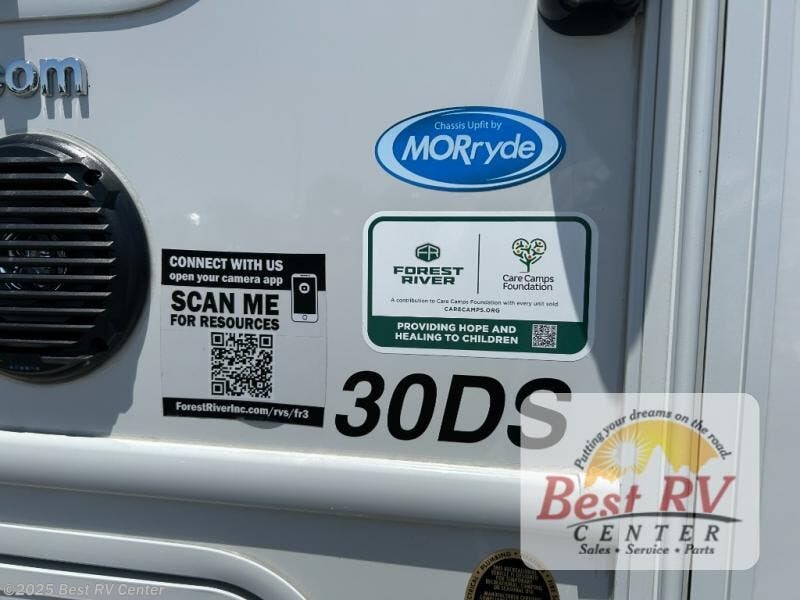 com
Chassis Upfit by
MORryde
FR
FOREST
RIVER
Care Camps
Foundation
A contribution to Care Camps Foundation with every unit sold
CARECAMPS.ORG
PROVIDING HOPE AND
HEALING TO CHILDREN
CONNECT WITH US
open your camera app
SCAN ME
FOR RESOURCES
ForestRiverInc.com/rvs/fr3
30DS
Putting your dreams on the road.
Best RV
CENTER
Sales • Service • Parts
PLUMBING
©2025 Best RV Center